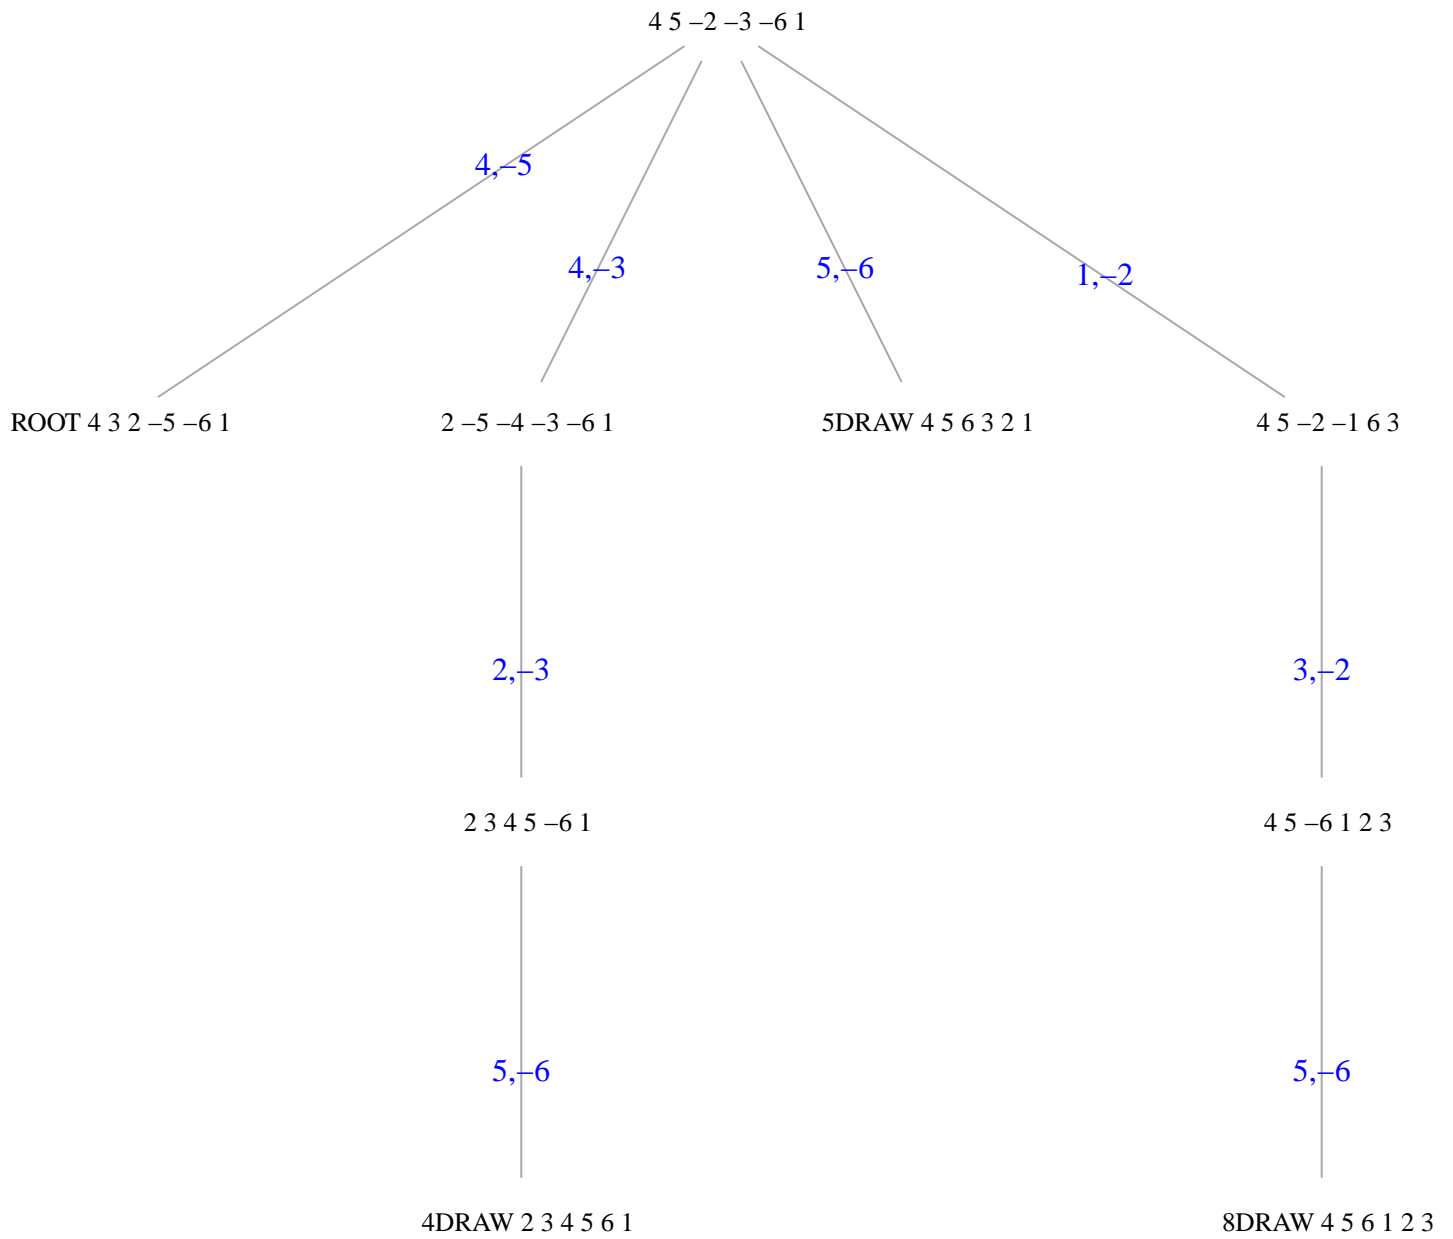 4 5 –2 –3 –6 1
4,–5
4,–3
5,–6
1,–2
ROOT 4 3 2 –5 –6 1
2 –5 –4 –3 –6 1
5DRAW 4 5 6 3 2 1
4 5 –2 –1 6 3
2,–3
3,–2
2 3 4 5 –6 1
4 5 –6 1 2 3
5,–6
5,–6
4DRAW 2 3 4 5 6 1
8DRAW 4 5 6 1 2 3